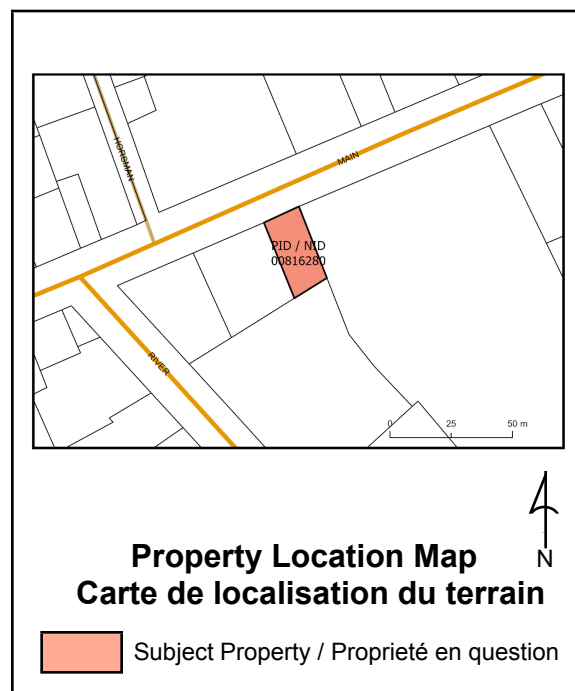 HORSMAN
MAIN
PID / NID
00816280
RIVER
0 25 50 m
N
Property Location Map
Carte de localisation du terrain
Subject Property / Proprieté en question